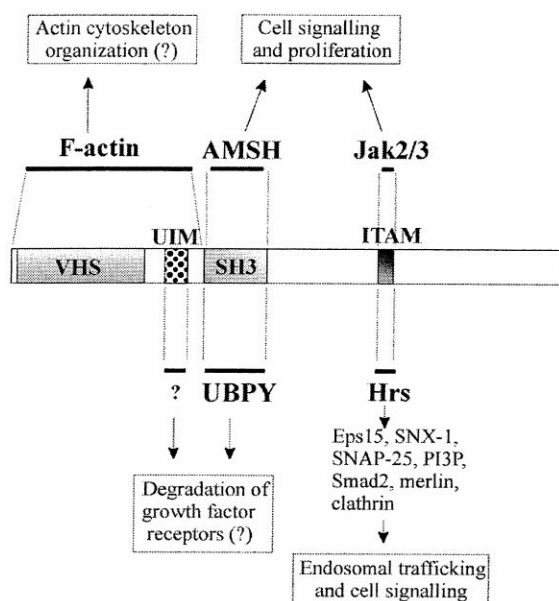 Actin cytoskeleton
organization (?)
Cell signalling
and proliferation
F-actin
AMSH
Jak2/3
UIM
ITAM
VHS
SH3
?
UBPY
Hrs
Eps15, SNX-1,
SNAP-25, PI3P,
Smad2, merlin,
clathrin
Degradation of
growth factor
receptors (?)
Endosomal trafficking
and cell signalling